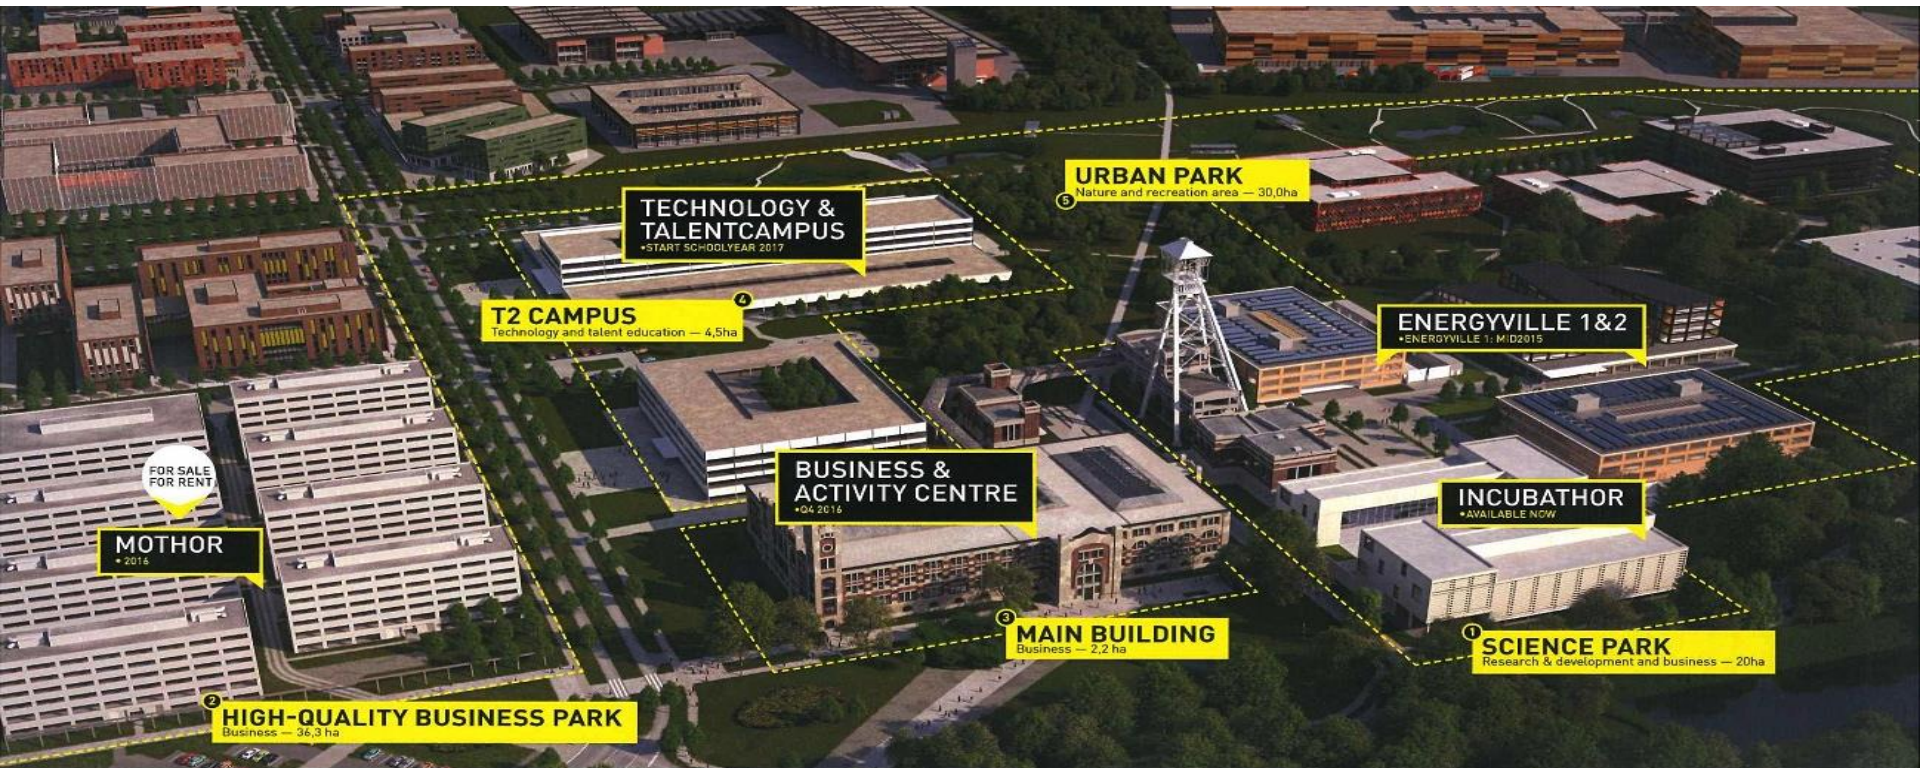 URBAN PARK
Nature and recreation area — 30,0ha
5
TECHNOLOGY &
TALENTCAMPUS
•START SCHOOLYEAR 2017
4
T2 CAMPUS
Technology and talent education — 4,5ha
ENERGYVILLE 1&2
•ENERGYVILLE 1: MID2015
BUSINESS &
ACTIVITY CENTRE
•Q4 2016
INCUBATHOR
•AVAILABLE NOW
FOR SALE
FOR RENT
MOTHOR
• 2016
3
MAIN BUILDING
Business — 2,2 ha
1
SCIENCE PARK
Research & development and business — 20ha
2
HIGH-QUALITY BUSINESS PARK
Business — 36,3 ha